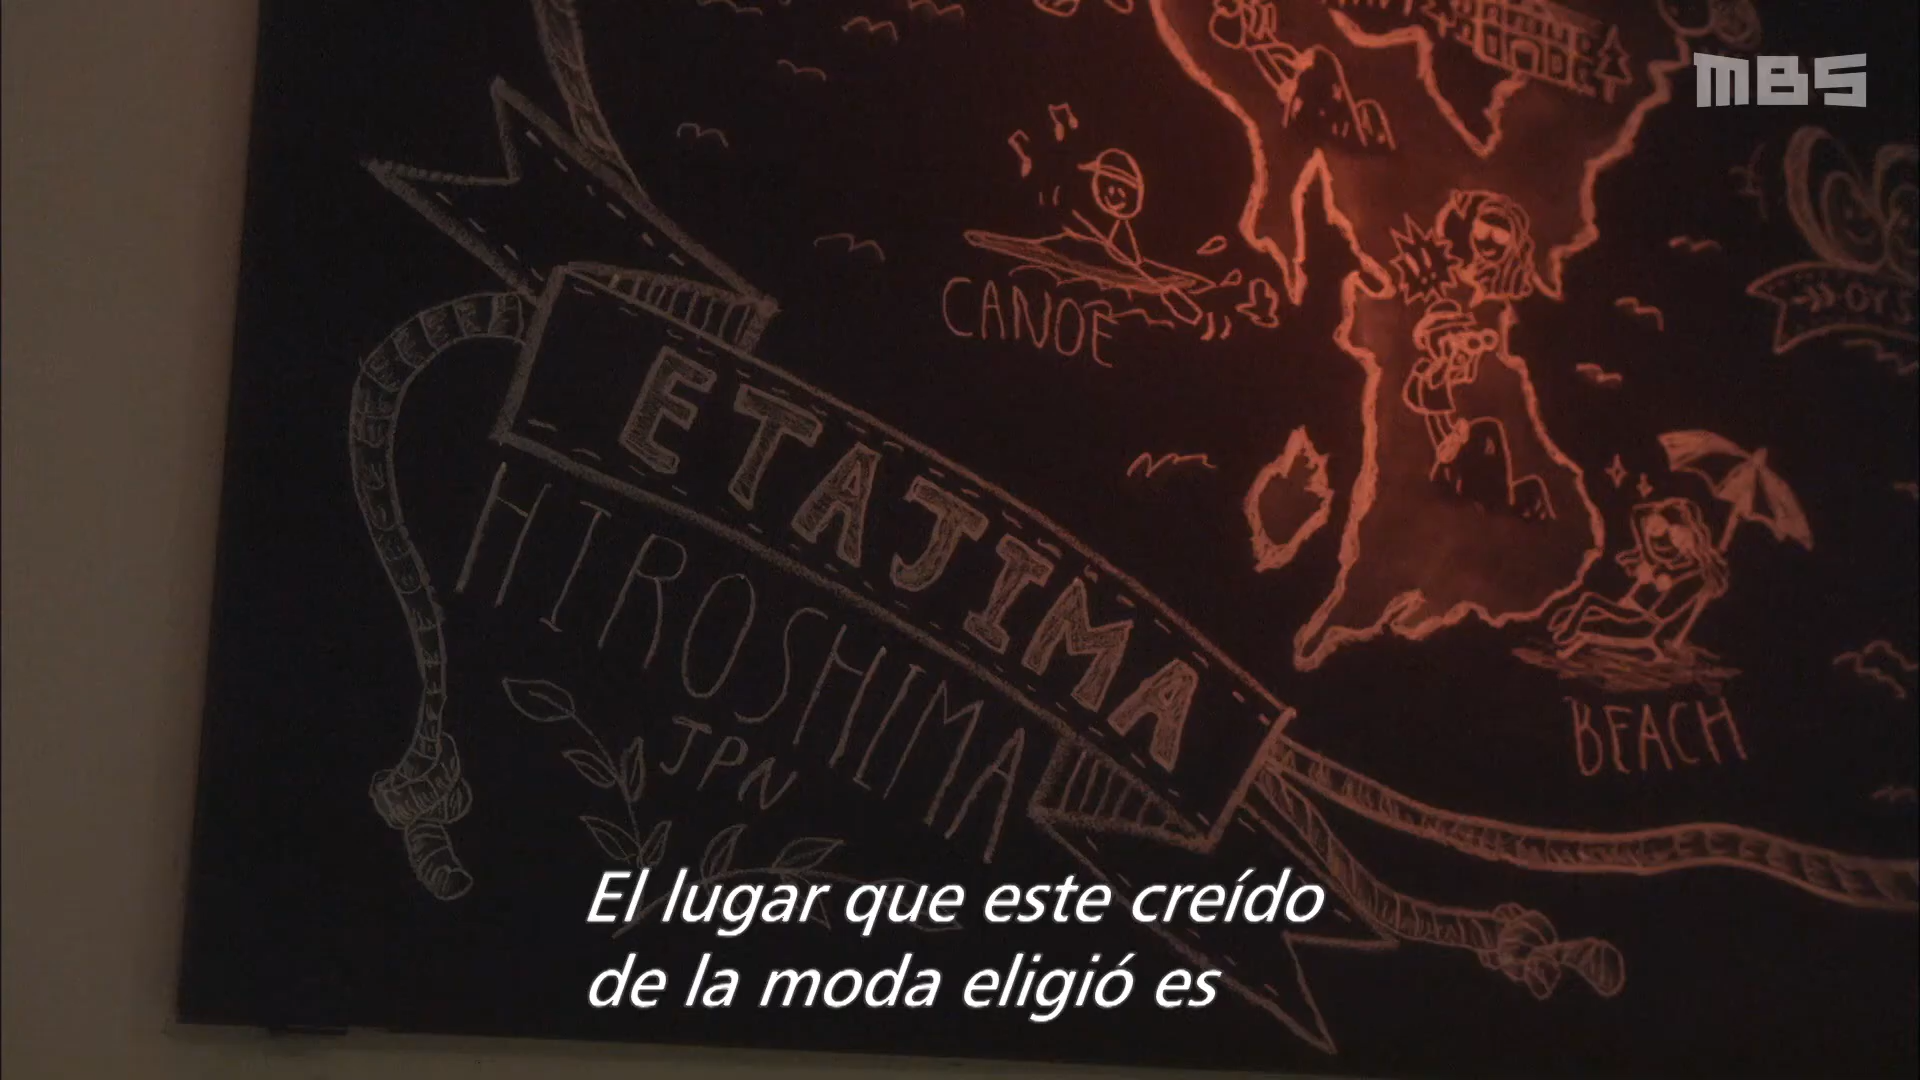 MBS
CANOE
ETAJIMA
HIROSHIMA
JPN
BEACH
El lugar que este creído
de la moda eligió es